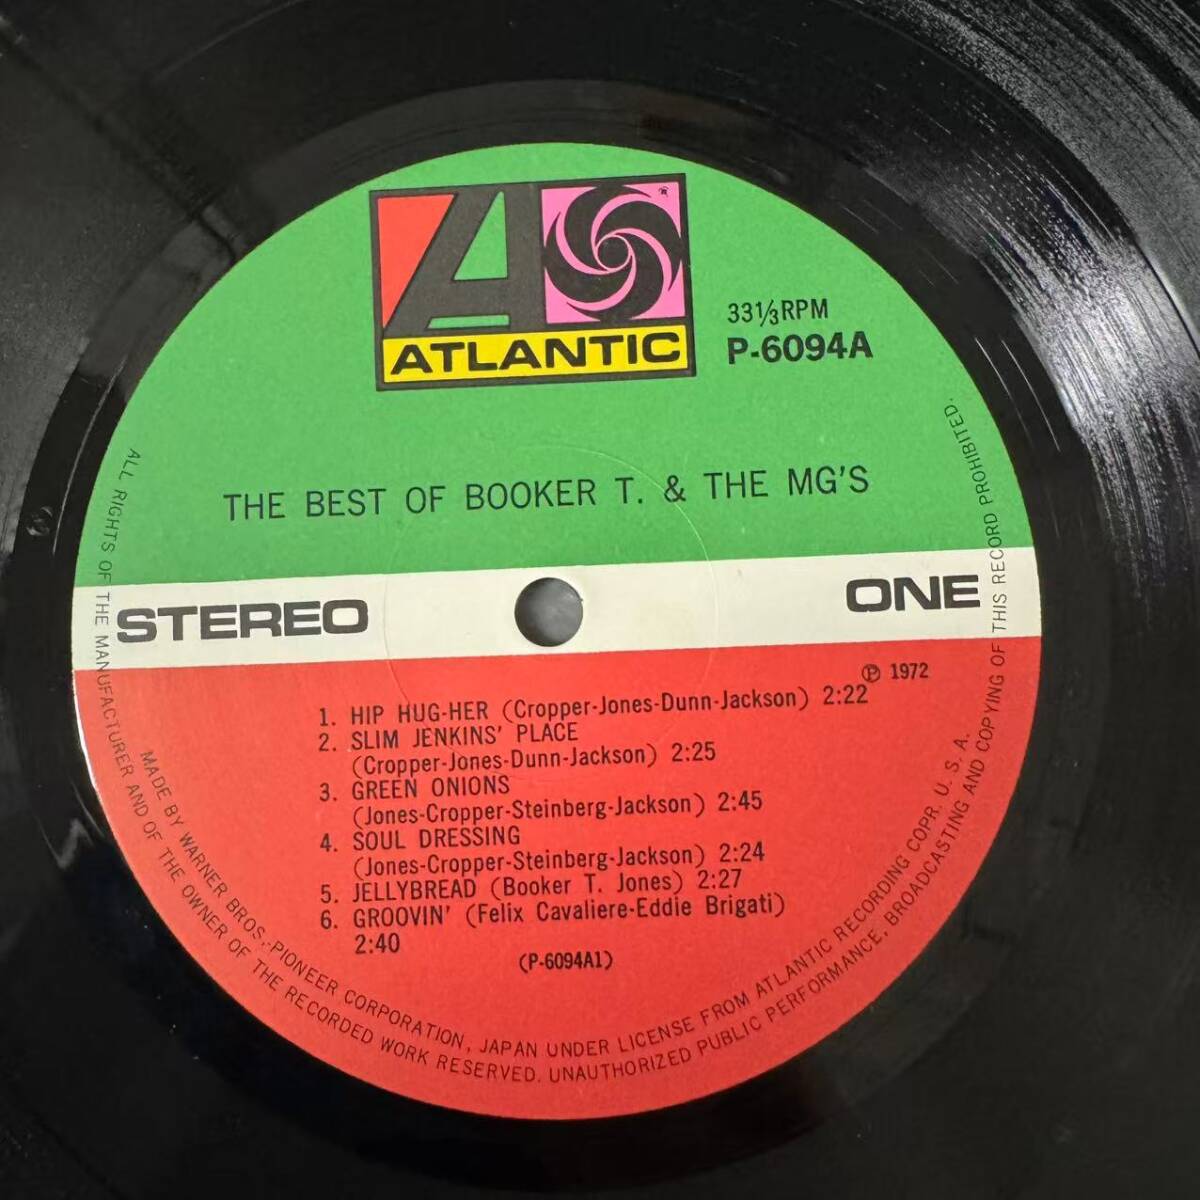 ATLANTIC
33 1/3 RPM
P-6094A
THE BEST OF BOOKER T. & THE MG'S
STEREO
ONE
Ⓟ 1972
1. HIP HUG-HER (Cropper-Jones-Dunn-Jackson) 2:22
2. SLIM JENKINS' PLACE
(Cropper-Jones-Dunn-Jackson) 2:25
3. GREEN ONIONS
(Jones-Cropper-Steinberg-Jackson) 2:45
4. SOUL DRESSING
(Jones-Cropper-Steinberg-Jackson) 2:24
5. JELLYBREAD (Booker T. Jones) 2:27
6. GROOVIN' (Felix Cavaliere-Eddie Brigati)
2:40
(P-6094A1)
MADE BY WARNER BROS.-PIONEER CORPORATION, JAPAN UNDER LICENSE FROM ATLANTIC RECORDING COPR. U. S. A.
ALL RIGHTS OF THE MANUFACTURER AND OF THE OWNER OF THE RECORDED WORK RESERVED. UNAUTHORIZED PUBLIC PERFORMANCE, BROADCASTING AND COPYING OF THIS RECORD PROHIBITED.